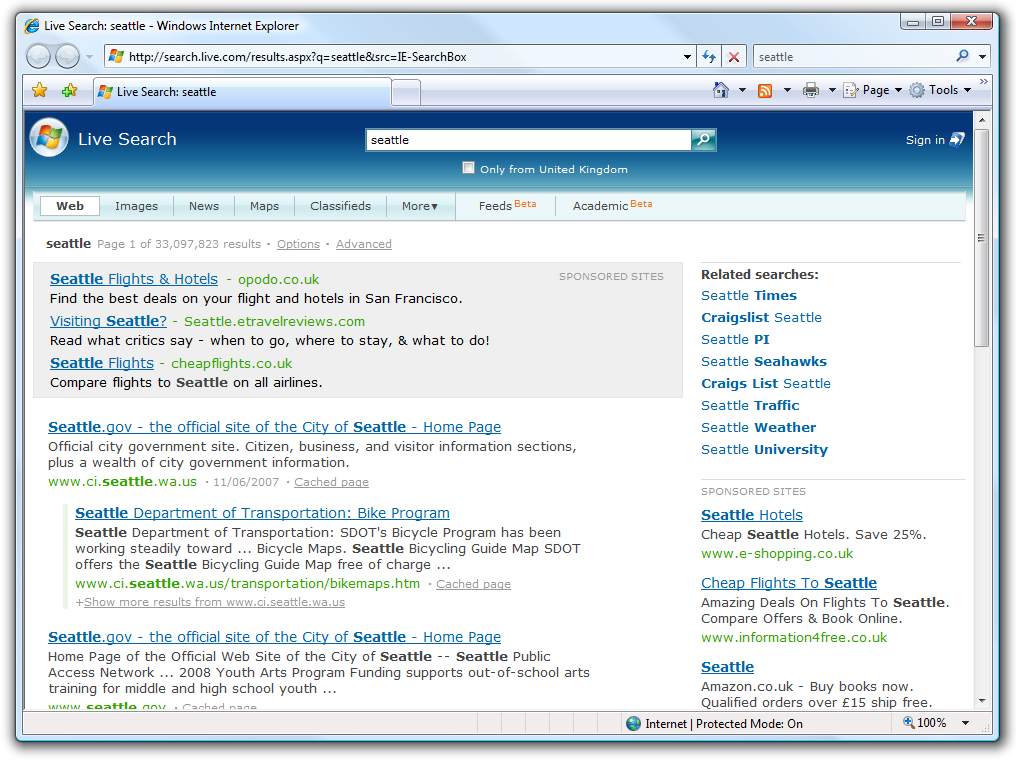 Live Search: seattle - Windows Internet Explorer
http://search.live.com/results.aspx?q=seattle&src=IE-SearchBox
seattle
Live Search: seattle
Page
Tools
Live Search
seattle
Sign in
Only from United Kingdom
Web
Images
News
Maps
Classifieds
More▾
Feeds Beta
Academic Beta
seattle Page 1 of 33,097,823 results · Options · Advanced
Seattle Flights & Hotels - opodo.co.uk
SPONSORED SITES
Find the best deals on your flight and hotels in San Francisco.
Visiting Seattle? - Seattle.etravelreviews.com
Read what critics say - when to go, where to stay, & what to do!
Seattle Flights - cheapflights.co.uk
Compare flights to Seattle on all airlines.
Seattle.gov - the official site of the City of Seattle - Home Page
Official city government site. Citizen, business, and visitor information sections,
plus a wealth of city government information.
www.ci.seattle.wa.us · 11/06/2007 · Cached page
Seattle Department of Transportation: Bike Program
Seattle Department of Transportation: SDOT's Bicycle Program has been
working steadily toward ... Bicycle Maps. Seattle Bicycling Guide Map SDOT
offers the Seattle Bicycling Guide Map free of charge ...
www.ci.seattle.wa.us/transportation/bikemaps.htm · Cached page
+Show more results from www.ci.seattle.wa.us
Seattle.gov - the official site of the City of Seattle - Home Page
Home Page of the Official Web Site of the City of Seattle -- Seattle Public
Access Network ... 2008 Youth Arts Program Funding supports out-of-school arts
training for middle and high school youth ...
www.seattle.gov · Cached page
Related searches:
Seattle Times
Craigslist Seattle
Seattle PI
Seattle Seahawks
Craigs List Seattle
Seattle Traffic
Seattle Weather
Seattle University
SPONSORED SITES
Seattle Hotels
Cheap Seattle Hotels. Save 25%.
www.e-shopping.co.uk
Cheap Flights To Seattle
Amazing Deals On Flights To Seattle.
Compare Offers & Book Online.
www.information4free.co.uk
Seattle
Amazon.co.uk - Buy books now.
Qualified orders over £15 ship free.
Internet | Protected Mode: On
100%